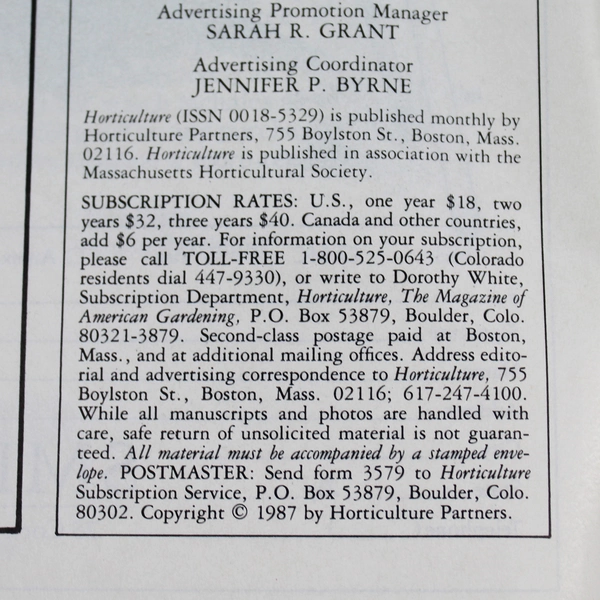 Advertising Promotion Manager
SARAH R. GRANT
Advertising Coordinator
JENNIFER P. BYRNE
Horticulture (ISSN 0018-5329) is published monthly by
Horticulture Partners, 755 Boylston St., Boston, Mass.
02116. Horticulture is published in association with the
Massachusetts Horticultural Society.
SUBSCRIPTION RATES: U.S., one year $18, two
years $32, three years $40. Canada and other countries,
add $6 per year. For information on your subscription,
please call TOLL-FREE 1-800-525-0643 (Colorado
residents dial 447-9330), or write to Dorothy White,
Subscription Department, Horticulture, The Magazine of
American Gardening, P.O. Box 53879, Boulder, Colo.
80321-3879. Second-class postage paid at Boston,
Mass., and at additional mailing offices. Address edito-
rial and advertising correspondence to Horticulture, 755
Boylston St., Boston, Mass. 02116; 617-247-4100.
While all manuscripts and photos are handled with
care, safe return of unsolicited material is not guaran-
teed. All material must be accompanied by a stamped enve-
lope. POSTMASTER: Send form 3579 to Horticulture
Subscription Service, P.O. Box 53879, Boulder, Colo.
80302. Copyright © 1987 by Horticulture Partners.